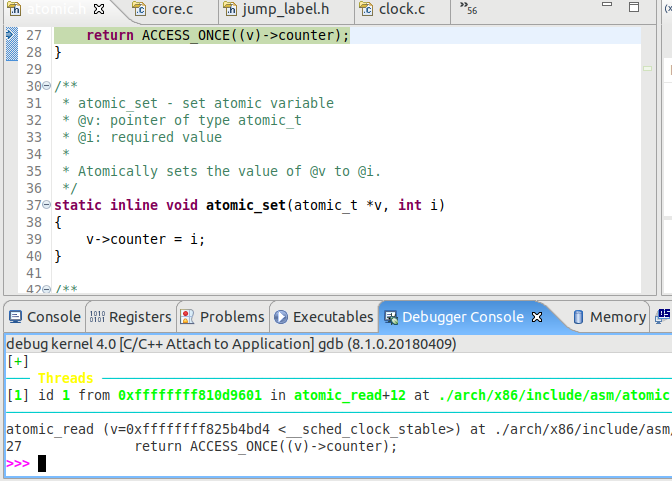 atomic.h core.c jump_label.h clock.c »56
27 return ACCESS_ONCE((v)->counter);
28 }
29
30 /**
31 * atomic_set - set atomic variable
32 * @v: pointer of type atomic_t
33 * @i: required value
34 *
35 * Atomically sets the value of @v to @i.
36 */
37 static inline void atomic_set(atomic_t *v, int i)
38 {
39 v->counter = i;
40 }
41
42 /**
Console Registers Problems Executables Debugger Console Memory
debug kernel 4.0 [C/C++ Attach to Application] gdb (8.1.0.20180409)
[+]
Threads
[1] id 1 from 0xffffffff810d9601 in atomic_read+12 at ./arch/x86/include/asm/atomic
atomic_read (v=0xffffffff825b4bd4 <__sched_clock_stable>) at ./arch/x86/include/asm/
27 return ACCESS_ONCE((v)->counter);
>>>